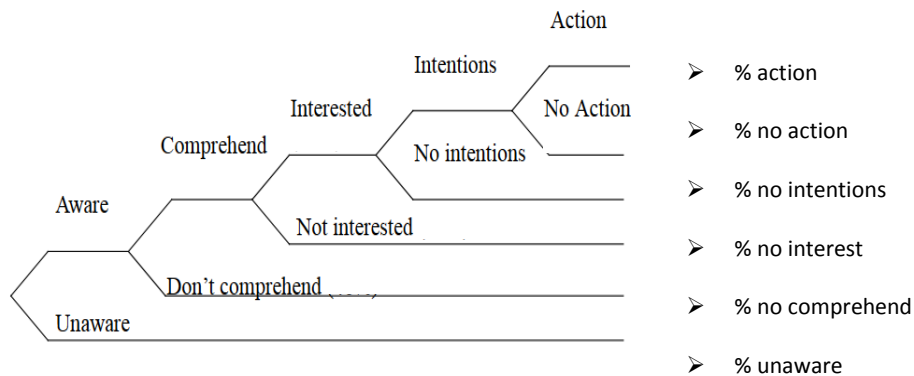 Action
Intentions
➢ % action
Interested
No Action
➢ % no action
Comprehend
No intentions
➢ % no intentions
Aware
Not interested
➢ % no interest
Don't comprehend
➢ % no comprehend
Unaware
➢ % unaware